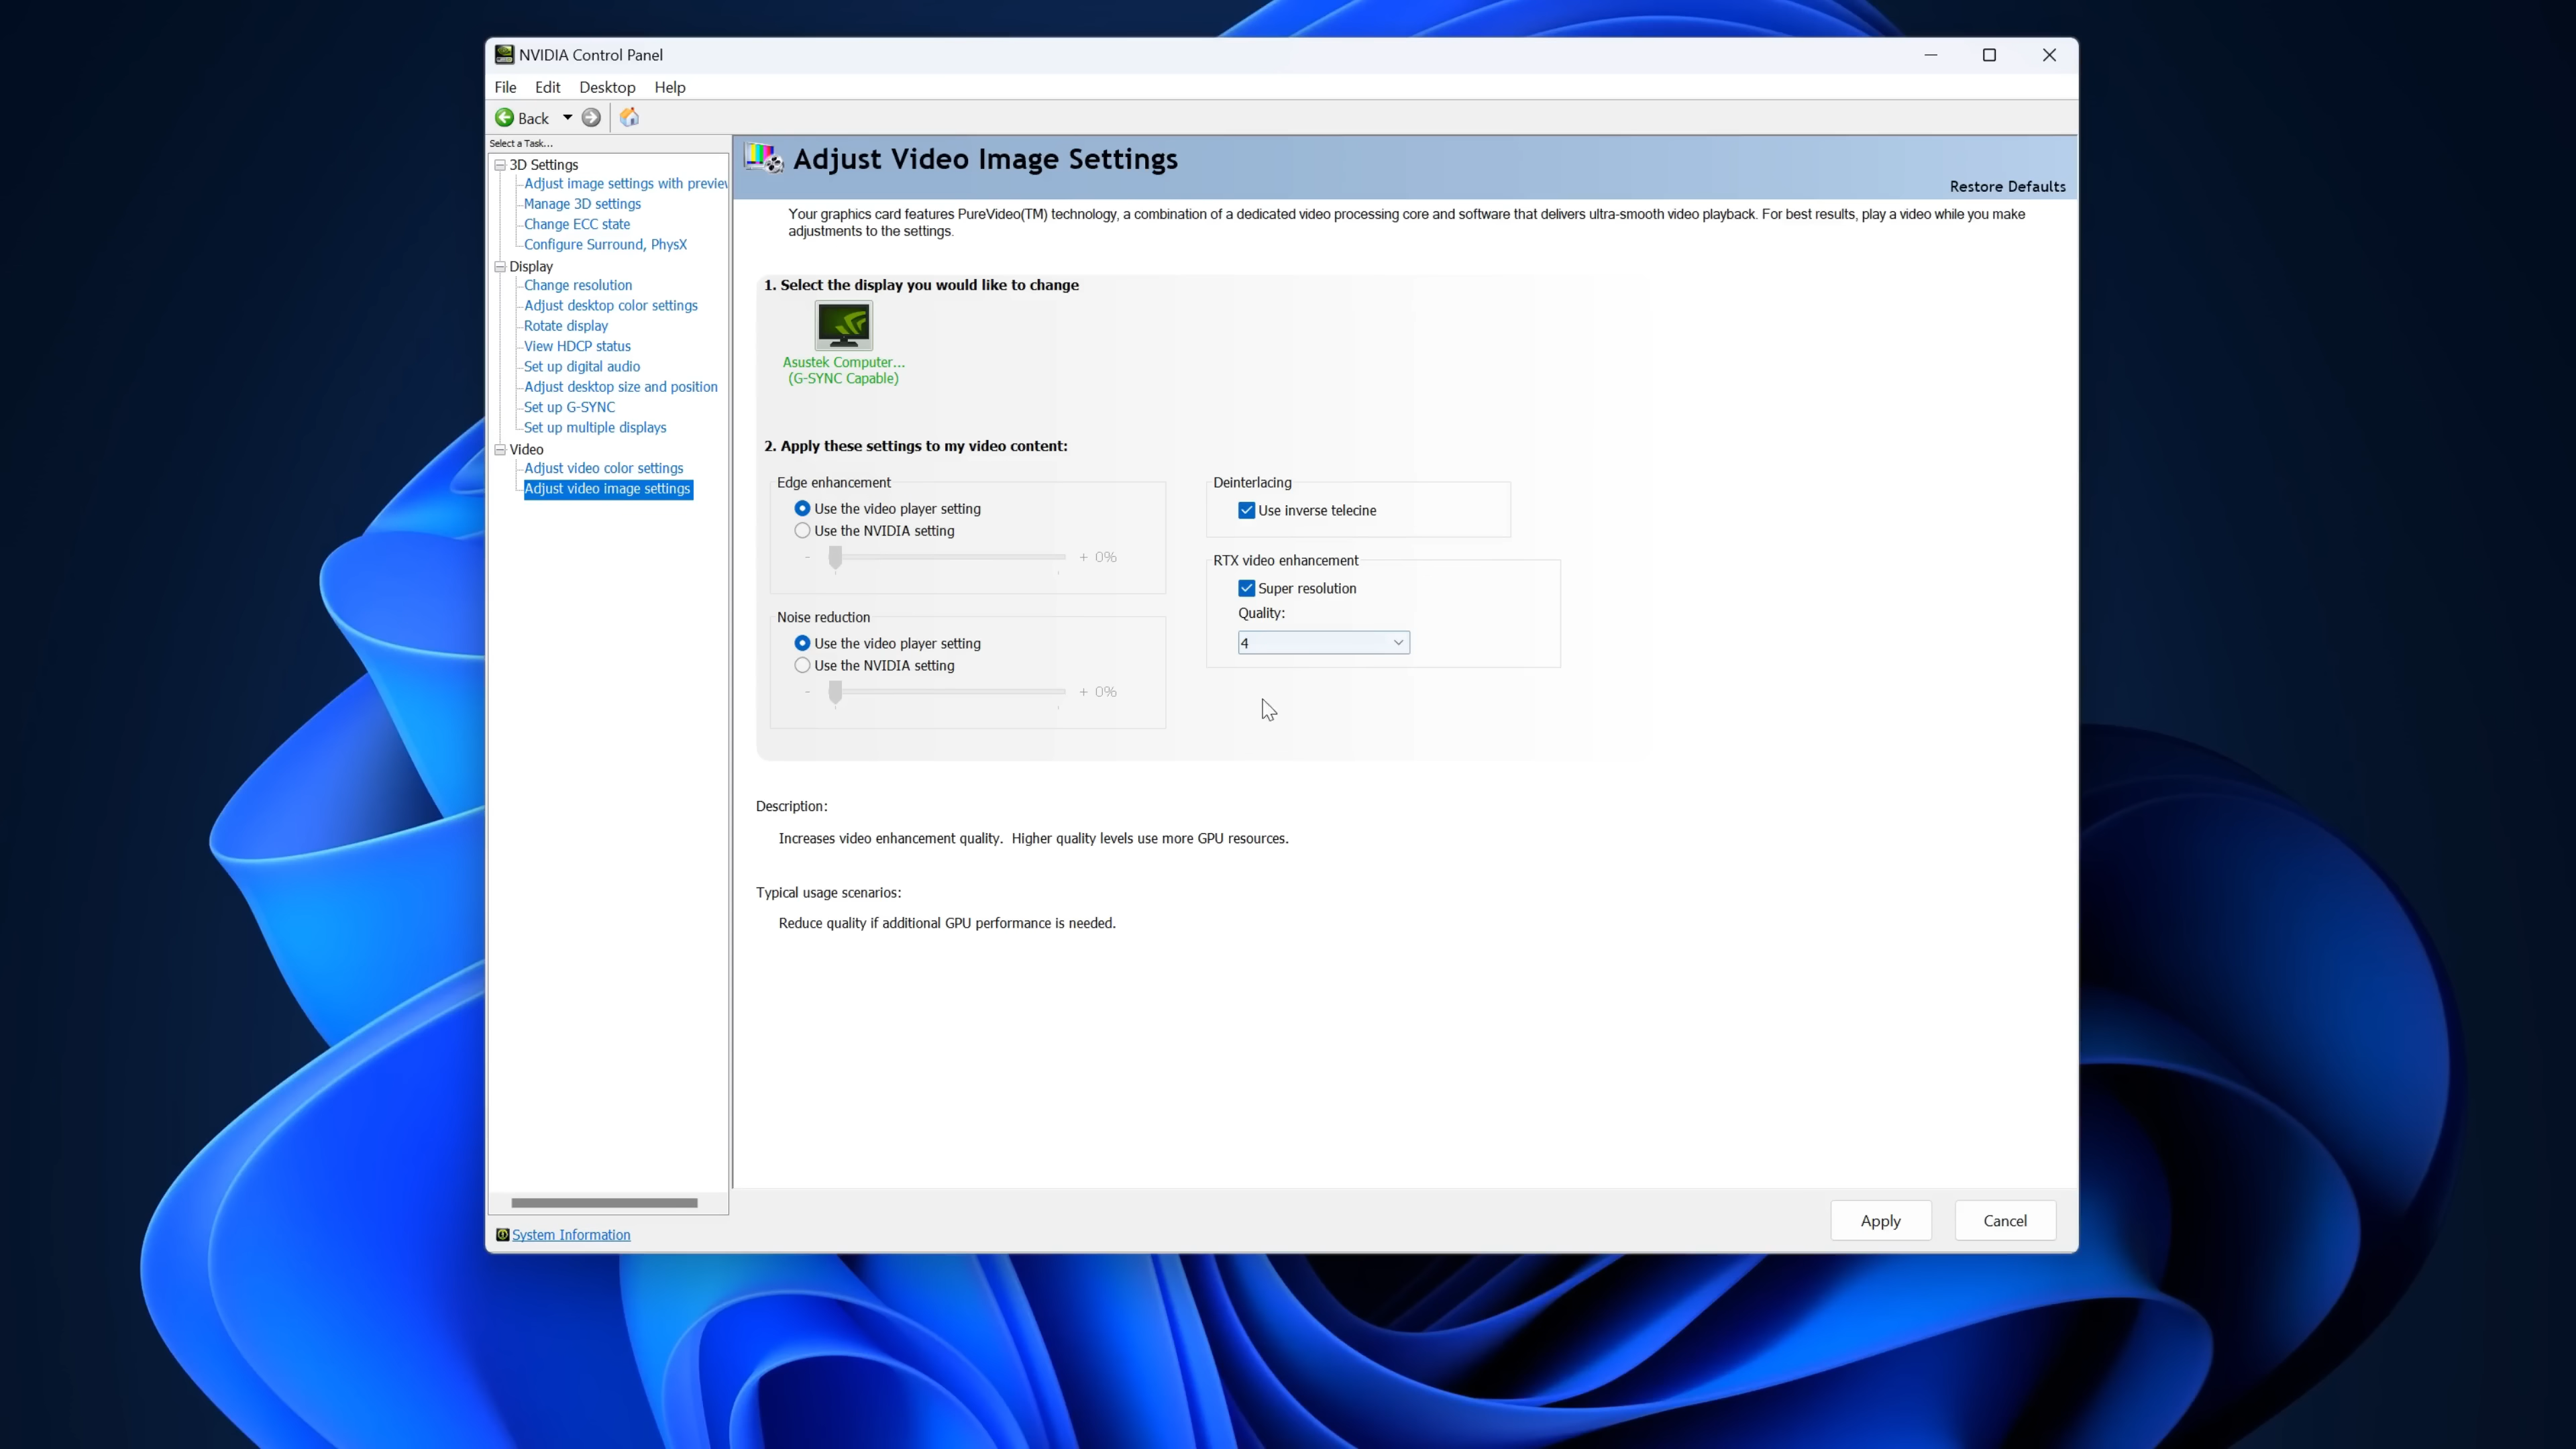 NVIDIA Control Panel
File Edit Desktop Help
Back
Select a Task...
3D Settings
Adjust image settings with preview
Manage 3D settings
Change ECC state
Configure Surround, PhysX
Display
Change resolution
Adjust desktop color settings
Rotate display
View HDCP status
Set up digital audio
Adjust desktop size and position
Set up G-SYNC
Set up multiple displays
Video
Adjust video color settings
Adjust video image settings
System Information
Adjust Video Image Settings
Restore Defaults
Your graphics card features PureVideo(TM) technology, a combination of a dedicated video processing core and software that delivers ultra-smooth video playback. For best results, play a video while you make
adjustments to the settings.
1. Select the display you would like to change
Asustek Computer...
(G-SYNC Capable)
2. Apply these settings to my video content:
Edge enhancement
Use the video player setting
Use the NVIDIA setting
- + 0%
Noise reduction
Use the video player setting
Use the NVIDIA setting
- + 0%
Deinterlacing
Use inverse telecine
RTX video enhancement
Super resolution
Quality:
4
Description:
Increases video enhancement quality. Higher quality levels use more GPU resources.
Typical usage scenarios:
Reduce quality if additional GPU performance is needed.
Apply Cancel